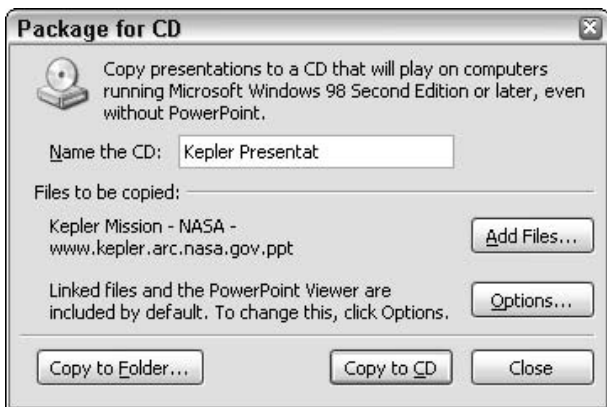 Package for CD
Copy presentations to a CD that will play on computers
running Microsoft Windows 98 Second Edition or later, even
without PowerPoint.
Name the CD: Kepler Presentat
Files to be copied:
Kepler Mission - NASA -
www.kepler.arc.nasa.gov.ppt
Add Files...
Linked files and the PowerPoint Viewer are
included by default. To change this, click Options.
Options...
Copy to Folder... Copy to CD Close